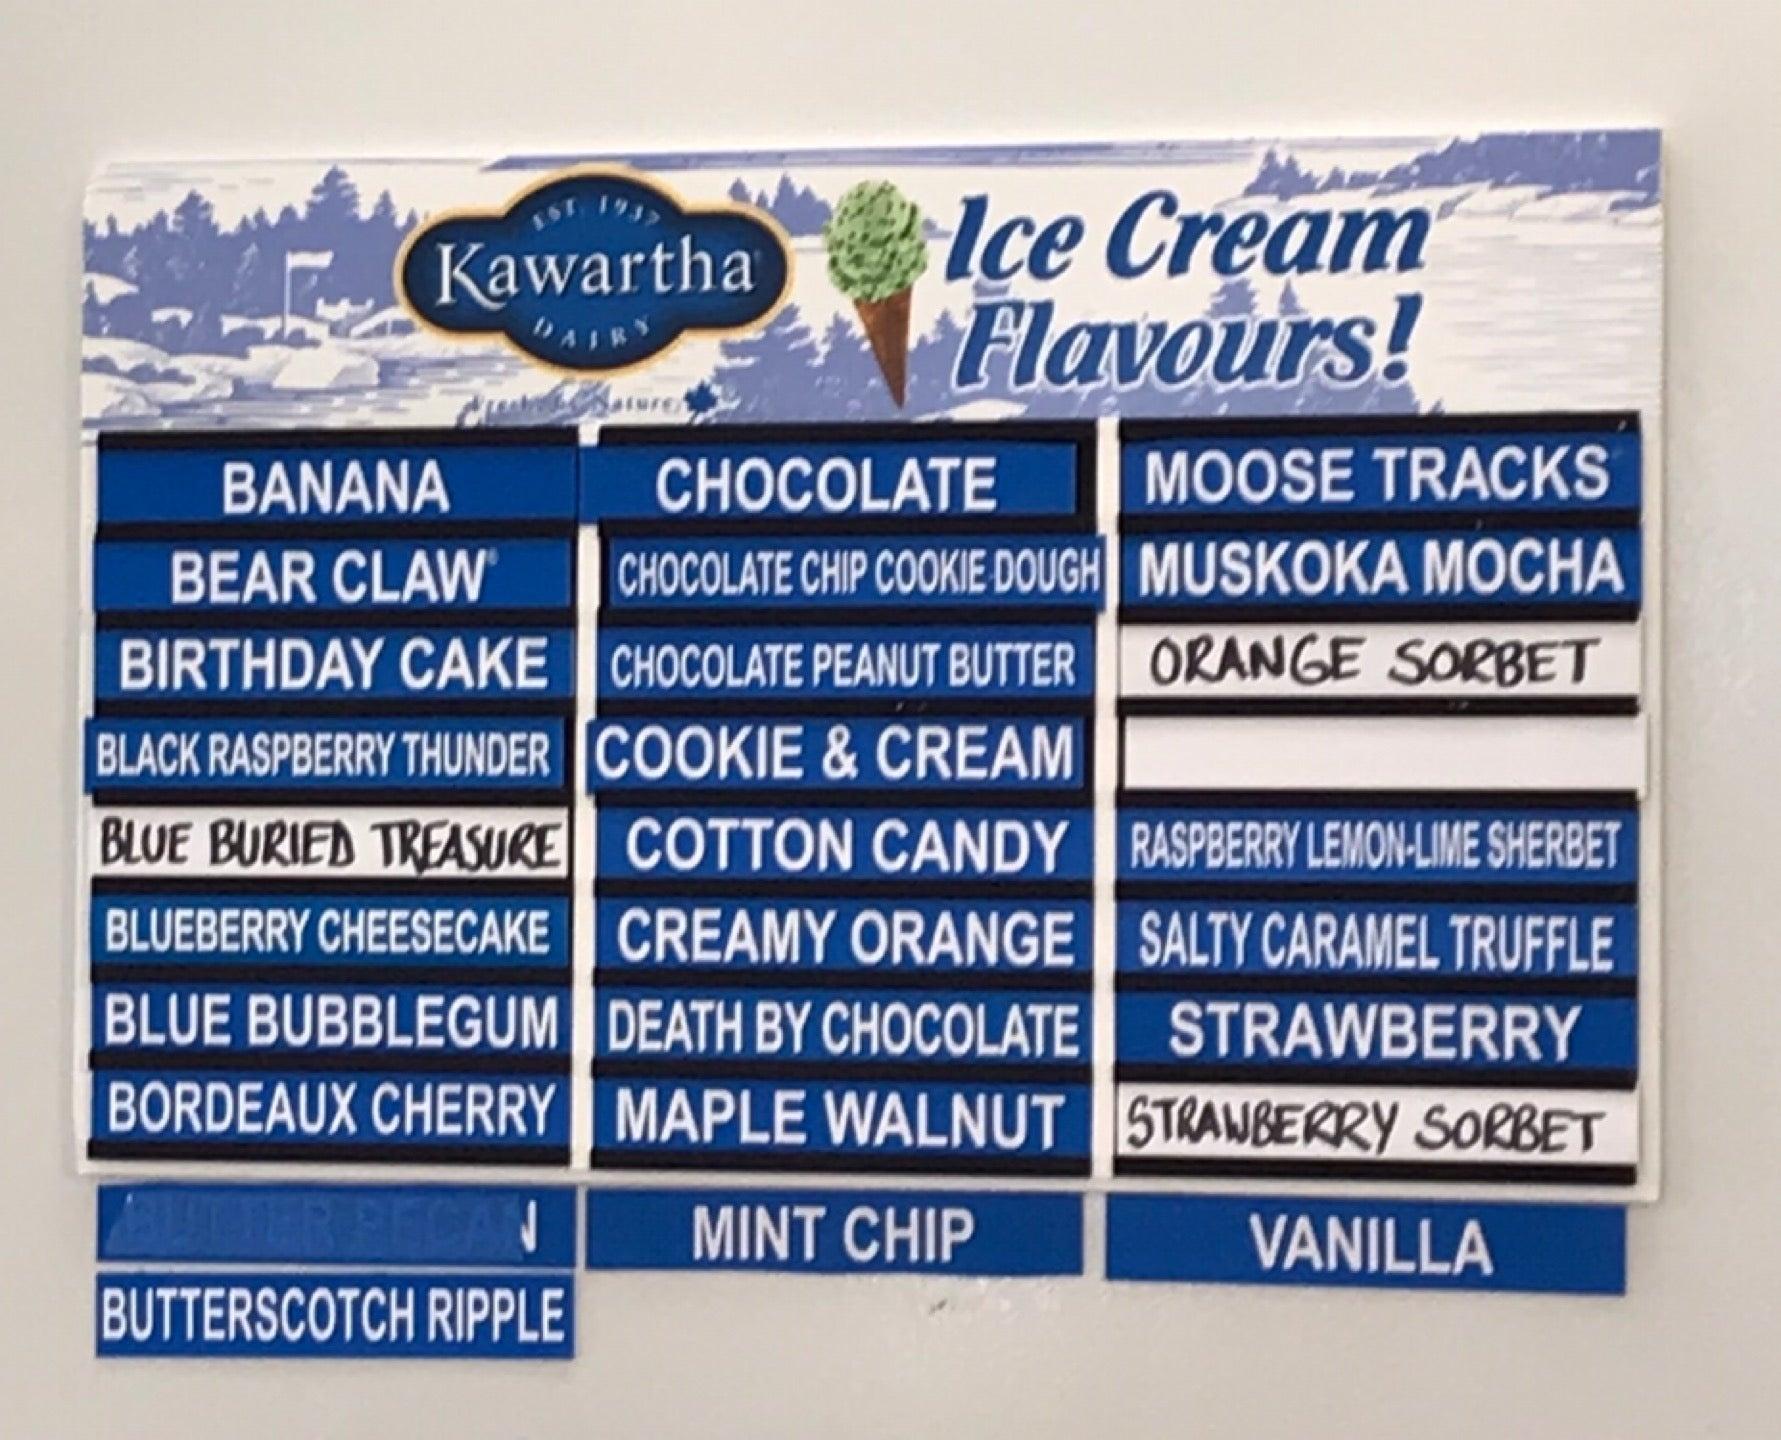 EST. 1937
Kawartha
DAIRY
Ice Cream
Flavours!
BANANA
BEAR CLAW®
BIRTHDAY CAKE
BLACK RASPBERRY THUNDER
BLUE BURIED TREASURE
BLUEBERRY CHEESECAKE
BLUE BUBBLEGUM
BORDEAUX CHERRY
BUTTER PECAN
BUTTERSCOTCH RIPPLE
CHOCOLATE
CHOCOLATE CHIP COOKIE DOUGH
CHOCOLATE PEANUT BUTTER
COOKIE & CREAM
COTTON CANDY
CREAMY ORANGE
DEATH BY CHOCOLATE
MAPLE WALNUT
MINT CHIP
MOOSE TRACKS
MUSKOKA MOCHA
ORANGE SORBET
RASPBERRY LEMON-LIME SHERBET
SALTY CARAMEL TRUFFLE
STRAWBERRY
STRAWBERRY SORBET
VANILLA